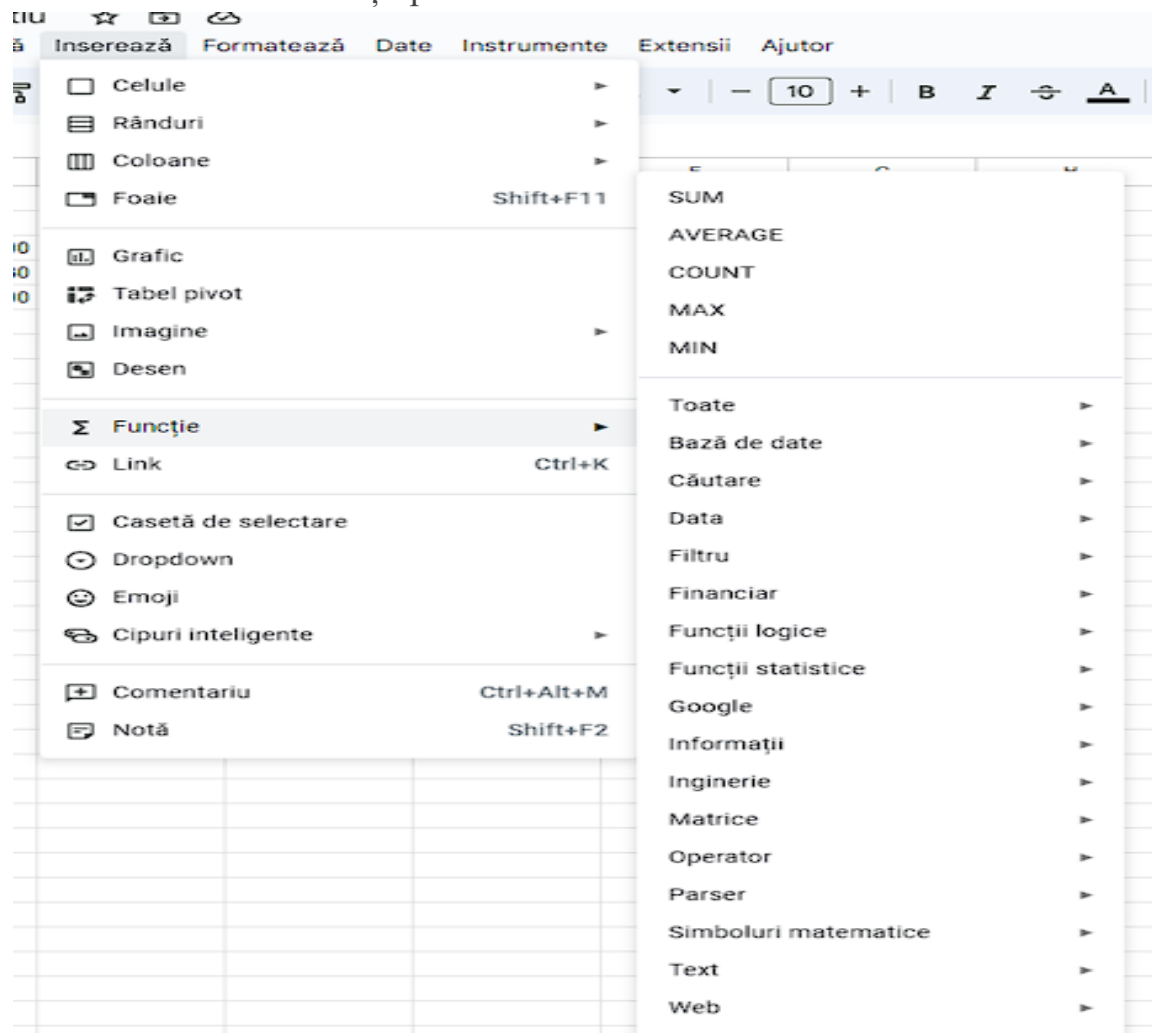 Inserează Formatează Date Instrumente Extensii Ajutor
10 + B I A
Celule
Rânduri
Coloane
Foaie Shift+F11
Grafic
Tabel pivot
Imagine
Desen
Funcție
Link Ctrl+K
Casetă de selectare
Dropdown
Emoji
Cipuri inteligente
Comentariu Ctrl+Alt+M
Notă Shift+F2
SUM
AVERAGE
COUNT
MAX
MIN
Toate
Bază de date
Căutare
Data
Filtru
Financiar
Funcții logice
Funcții statistice
Google
Informații
Inginerie
Matrice
Operator
Parser
Simboluri matematice
Text
Web